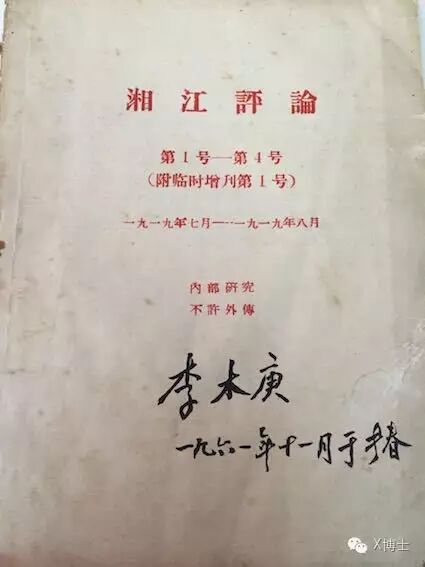 湘江評論
第1号—第4号
(附临时增刊第1号)
一九一九年七月—一九一九年八月
內部研究
不許外傳
李木庚
一九六一年十一月于长春
X博士